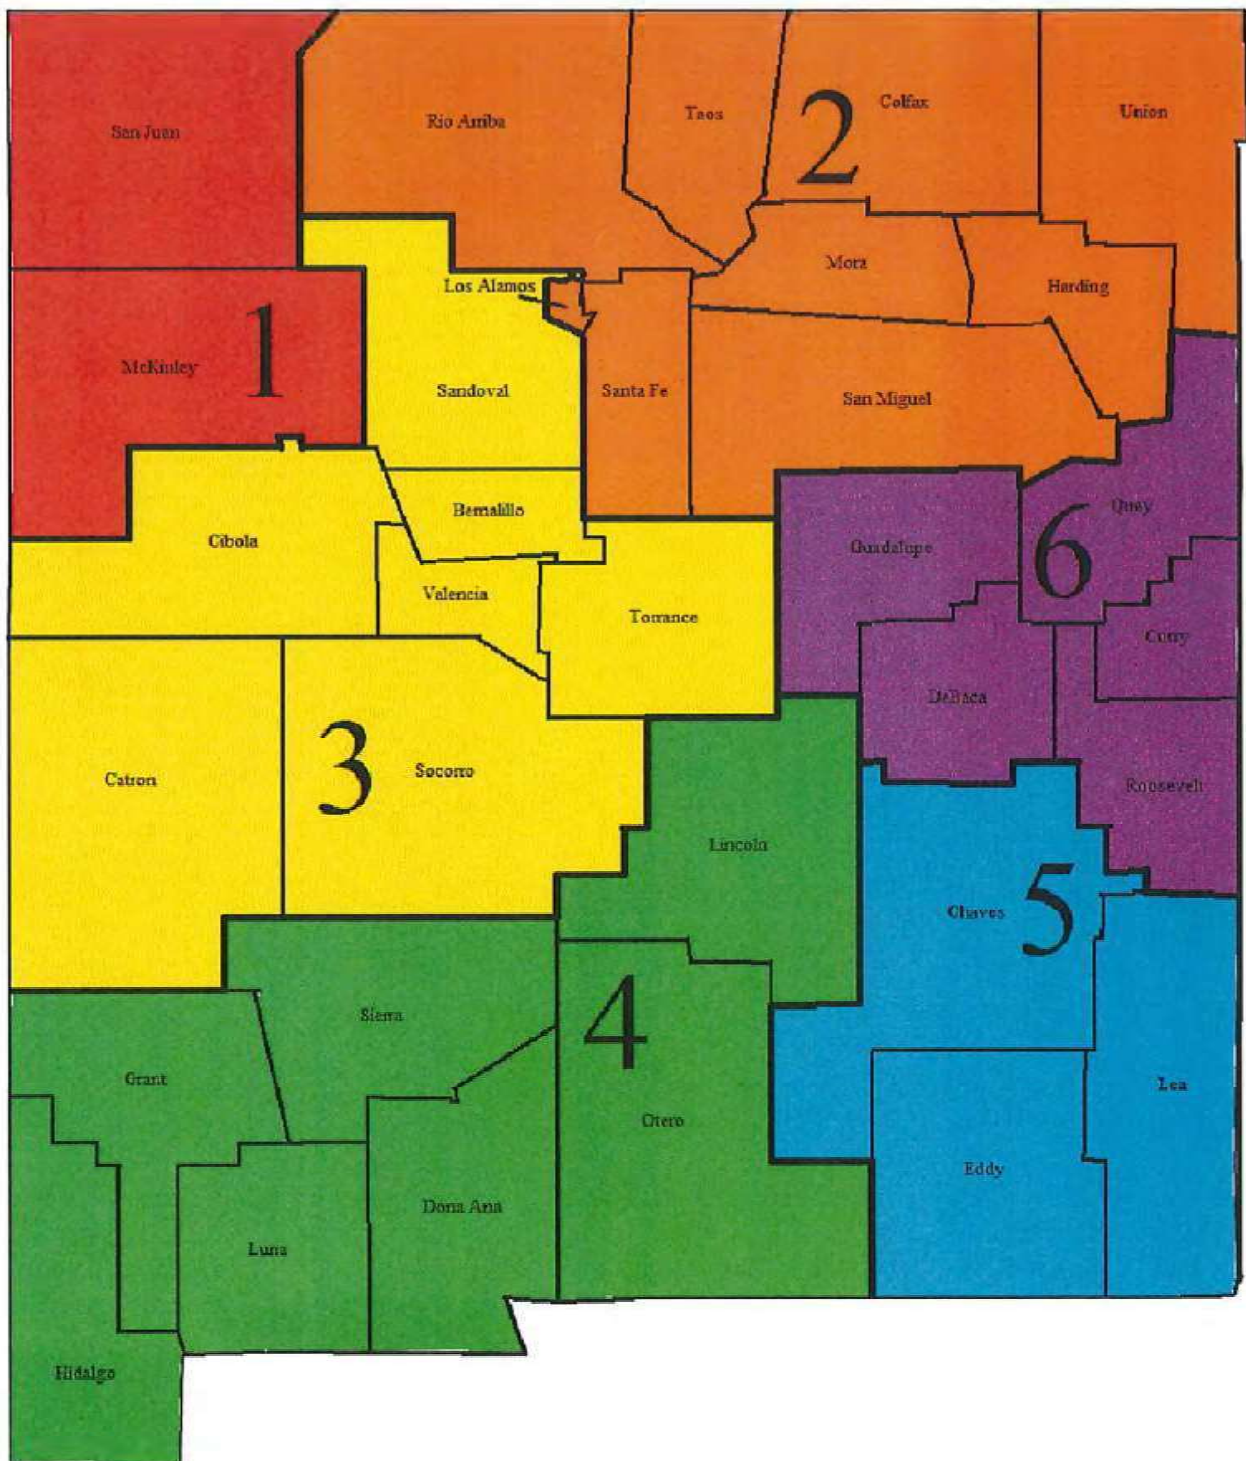 San Juan
Rio Arriba
Taos
2
Colfax
Union
Mora
Harding
Los Alamos
McKinley
1
Sandoval
Santa Fe
San Miguel
Bernalillo
Quay
Cibola
Guadalupe
6
Valencia
Torrance
Curry
DeBaca
Catron
3
Socorro
Roosevelt
Lincoln
Chaves
5
Sierra
4
Grant
Otero
Lea
Eddy
Dona Ana
Luna
Hidalgo